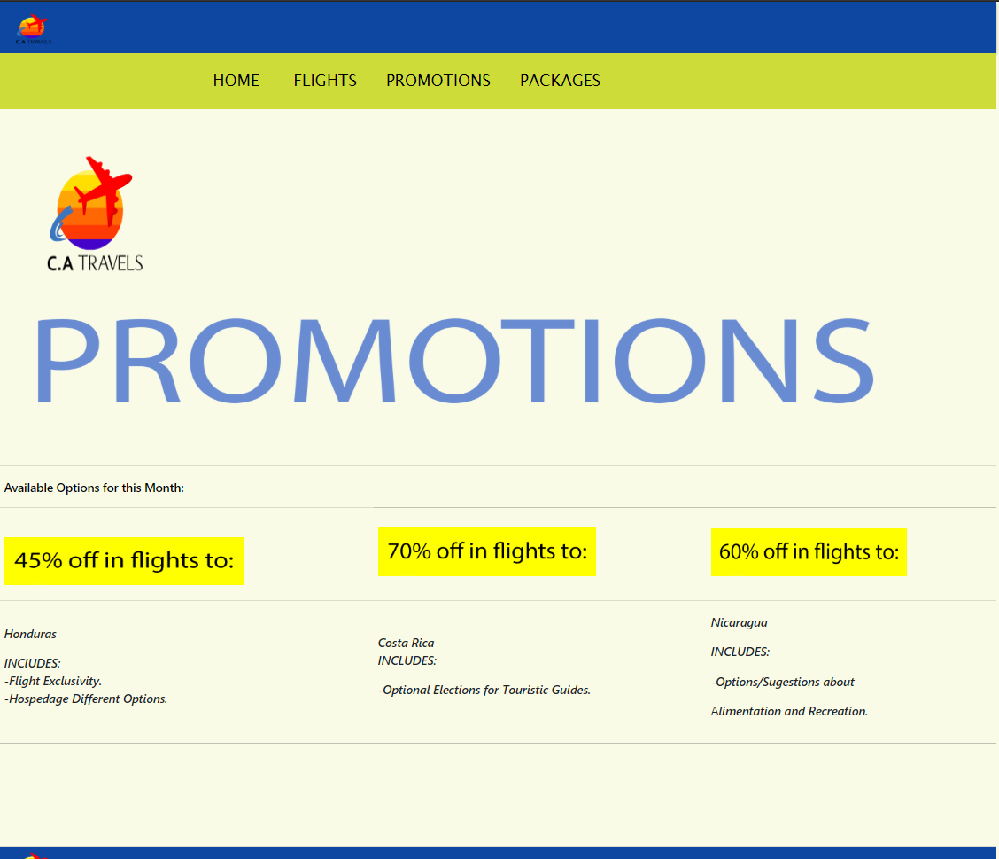 C.A TRAVELS
HOME FLIGHTS PROMOTIONS PACKAGES
C.A TRAVELS
PROMOTIONS
Available Options for this Month:
45% off in flights to:
70% off in flights to:
60% off in flights to:
Honduras
INCLUDES:
-Flight Exclusivity.
-Hospedage Different Options.
Costa Rica
INCLUDES:
-Optional Elections for Touristic Guides.
Nicaragua
INCLUDES:
-Options/Sugestions about
Alimentation and Recreation.